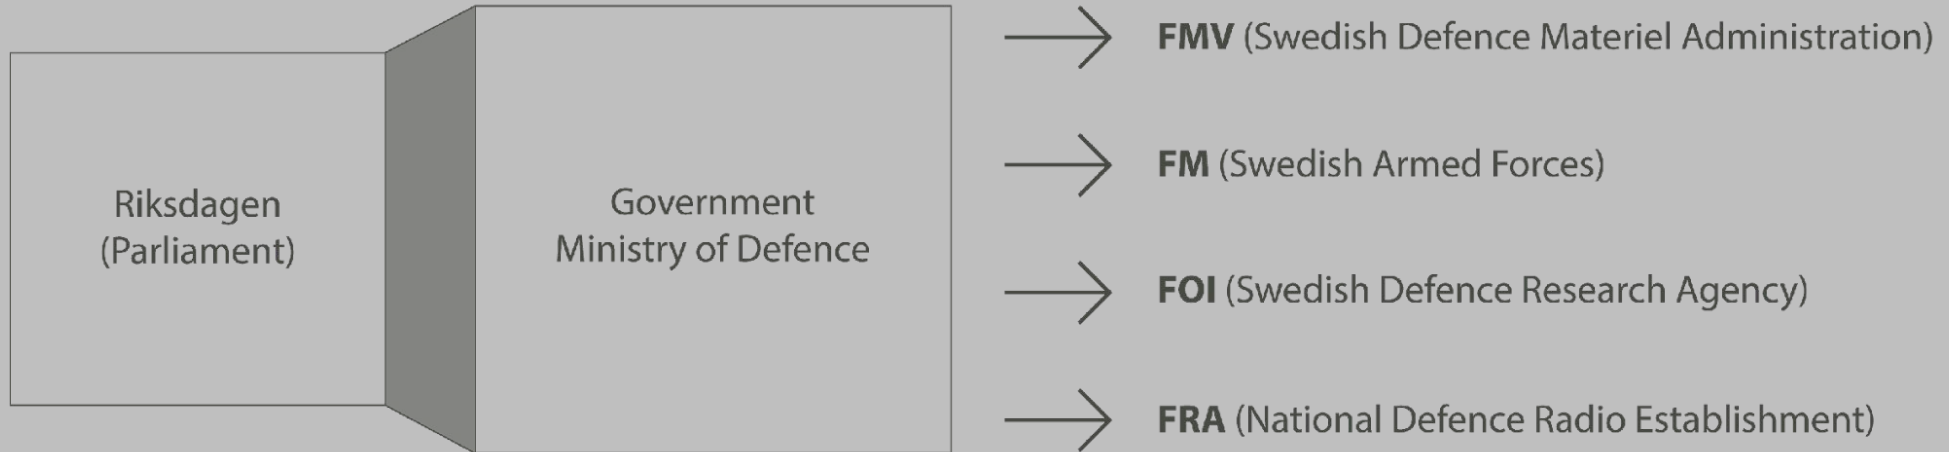 Riksdagen
(Parliament)
Government
Ministry of Defence
FMV (Swedish Defence Materiel Administration)
FM (Swedish Armed Forces)
FOI (Swedish Defence Research Agency)
FRA (National Defence Radio Establishment)